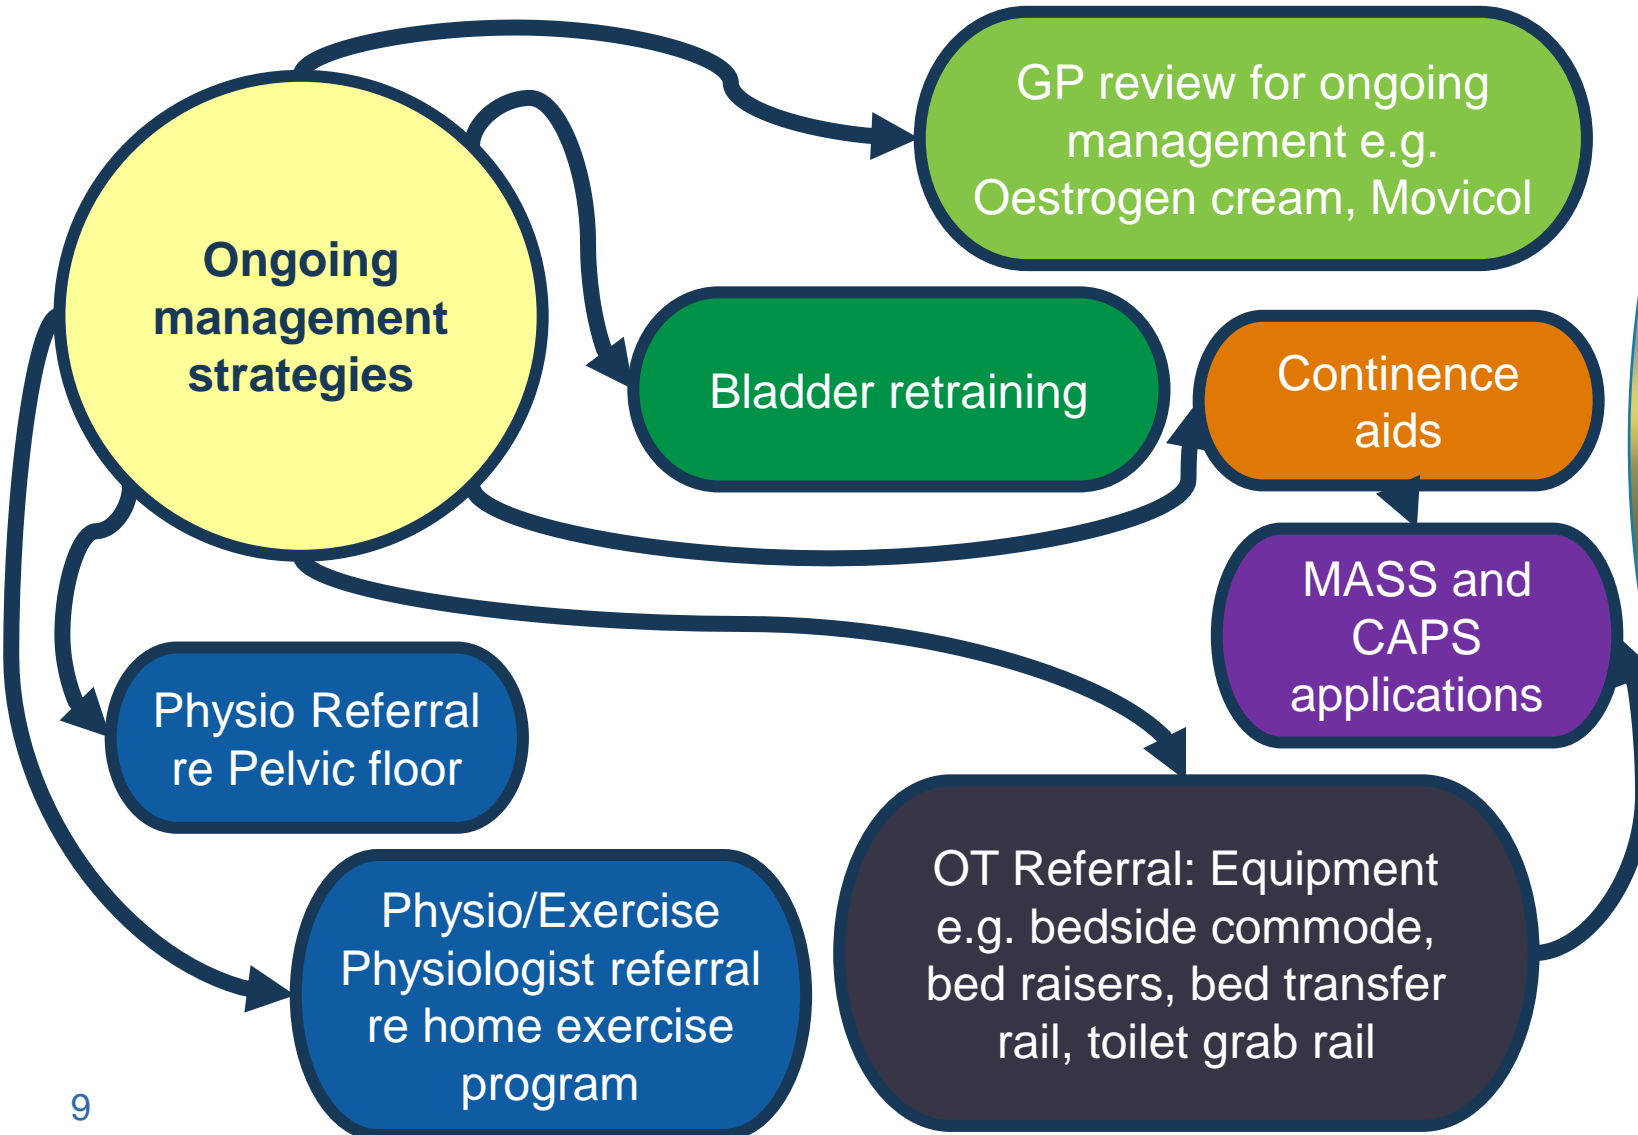 Ongoing
management
strategies
GP review for ongoing
management e.g.
Oestrogen cream, Movicol
Bladder retraining
Continence
aids
MASS and
CAPS
applications
Physio Referral
re Pelvic floor
Physio/Exercise
Physiologist referral
re home exercise
program
OT Referral: Equipment
e.g. bedside commode,
bed raisers, bed transfer
rail, toilet grab rail
9